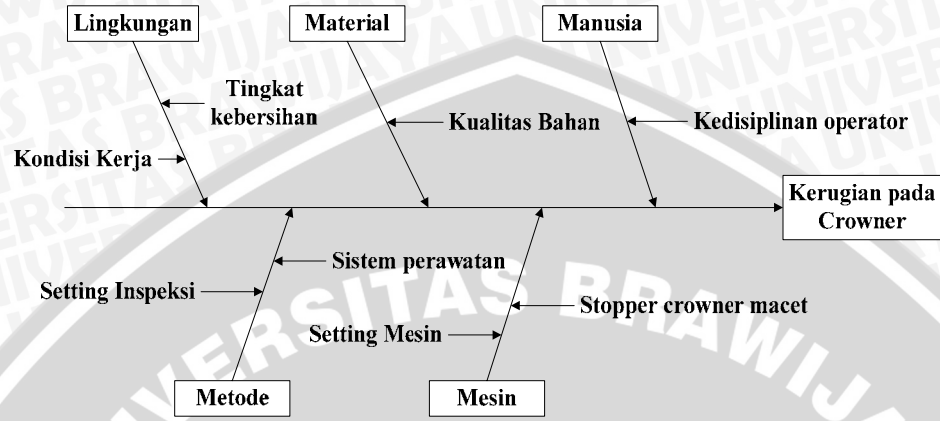 Lingkungan
Material
Manusia
Tingkat
kebersihan
Kualitas Bahan
Kedisiplinan operator
Kondisi Kerja
Kerugian pada
Crowner
Sistem perawatan
Setting Inspeksi
Stopper crowner macet
Setting Mesin
Metode
Mesin